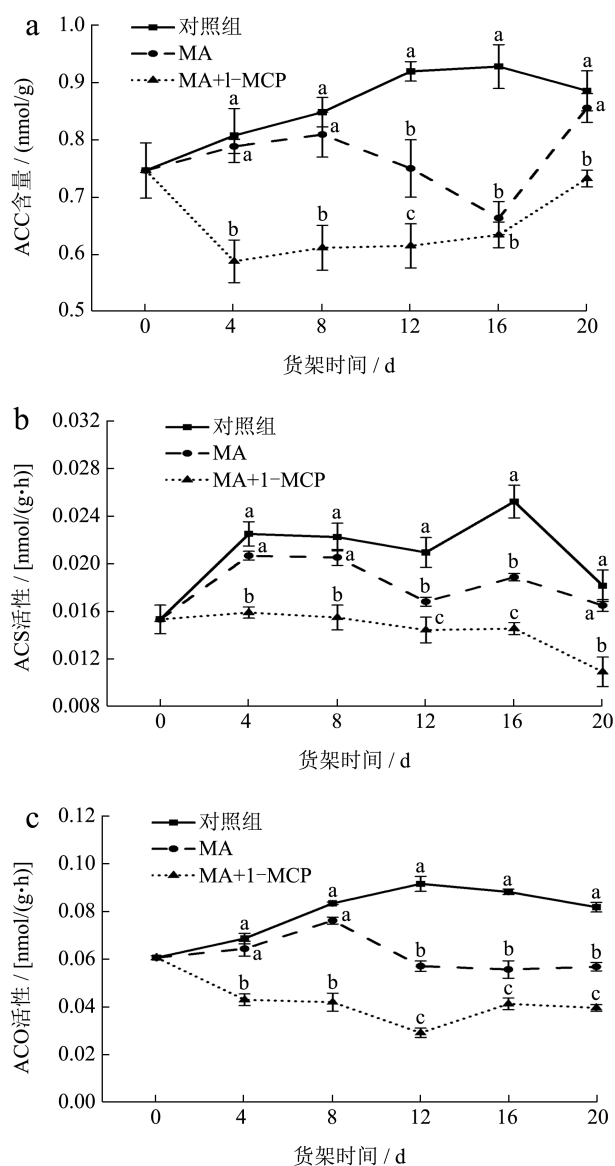 a
对照组
MA
MA+1-MCP
ACC含量 / (nmol/g)
1.0
0.9
0.8
0.7
0.6
0.5
a a a a a
a a b b a
b b c b b
0 4 8 12 16 20
货架时间 / d
b
对照组
MA
MA+1-MCP
ACS活性 / [nmol/(g•h)]
0.032
0.028
0.024
0.020
0.016
0.012
0.008
a a a a a
a a b b a
b b c c b
0 4 8 12 16 20
货架时间 / d
c
对照组
MA
MA+1-MCP
ACO活性 / [nmol/(g•h)]
0.12
0.10
0.08
0.06
0.04
0.02
0.00
a a a a a
a a b b b
b b c c c
0 4 8 12 16 20
货架时间 / d